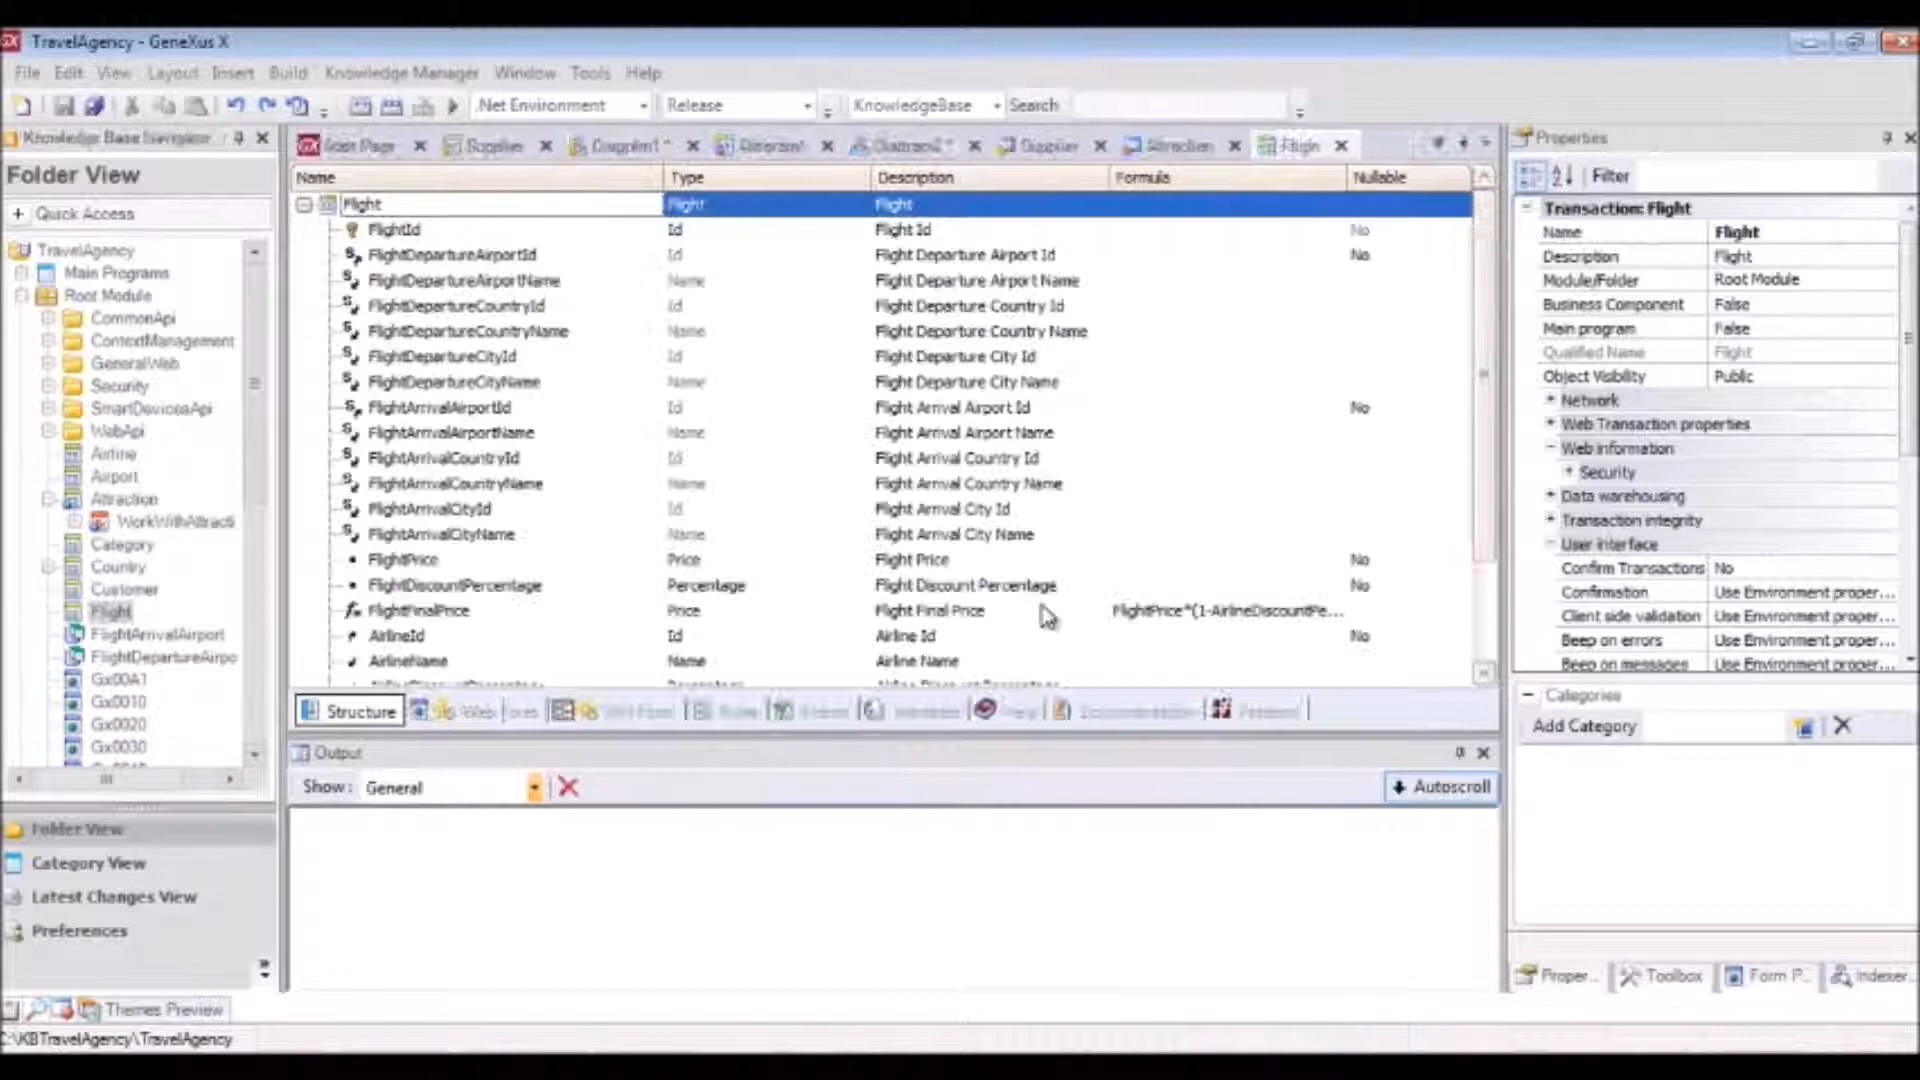 TravelAgency - GeneXus X
File Edit View Layout Insert Build Knowledge Manager Window Tools Help
.Net Environment Release KnowledgeBase Search
Knowledge Base Navigator
Folder View
+ Quick Access
TravelAgency
Main Programs
Root Module
CommonApi
ContextManagement
GeneralWeb
Security
SmartDevicesApi
WebApi
Airline
Airport
Attraction
WorkWithAttracti
Category
Country
Customer
Flight
FlightArrivalAirport
FlightDepartureAirpo
Gx00A1
Gx0010
Gx0020
Gx0030
Folder View
Category View
Latest Changes View
Preferences
Themes Preview
C:\KBTravelAgency\TravelAgency
Start Page Supplier Diagram1 * Supplier Attraction Flight
Name Type Description Formula Nullable
Flight Flight Flight
FlightId Id Flight Id No
FlightDepartureAirportId Id Flight Departure Airport Id No
FlightDepartureAirportName Name Flight Departure Airport Name
FlightDepartureCountryId Id Flight Departure Country Id
FlightDepartureCountryName Name Flight Departure Country Name
FlightDepartureCityId Id Flight Departure City Id
FlightDepartureCityName Name Flight Departure City Name
FlightArrivalAirportId Id Flight Arrival Airport Id No
FlightArrivalAirportName Name Flight Arrival Airport Name
FlightArrivalCountryId Id Flight Arrival Country Id
FlightArrivalCountryName Name Flight Arrival Country Name
FlightArrivalCityId Id Flight Arrival City Id
FlightArrivalCityName Name Flight Arrival City Name
FlightPrice Price Flight Price No
FlightDiscountPercentage Percentage Flight Discount Percentage No
FlightFinalPrice Price Flight Final Price FlightPrice*(1-AirlineDiscountPe...
AirlineId Id Airline Id No
AirlineName Name Airline Name
Structure
Output
Show: General Autoscroll
Properties
Filter
Transaction: Flight
Name Flight
Description Flight
Module/Folder Root Module
Business Component False
Main program False
Qualified Name Flight
Object Visibility Public
Network
Web Transaction properties
Web information
Security
Data warehousing
Transaction integrity
User interface
Confirm Transactions No
Confirmation Use Environment proper...
Client side validation Use Environment proper...
Beep on errors Use Environment proper...
Beep on messages Use Environment proper...
Categories
Add Category
Proper... Toolbox Form P... Indexer...